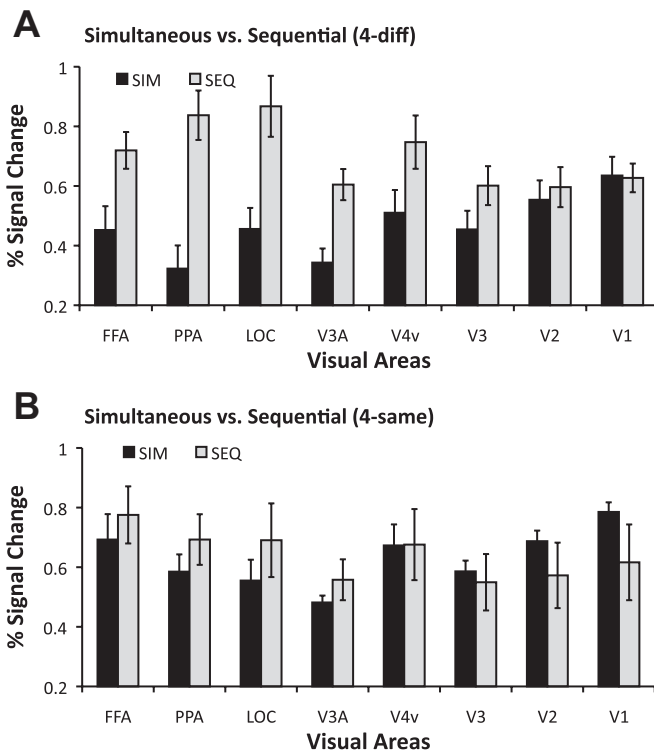 A
Simultaneous vs. Sequential (4-diff)
SIM SEQ
% Signal Change
1
0.8
0.6
0.4
0.2
FFA PPA LOC V3A V4v V3 V2 V1
Visual Areas
B
Simultaneous vs. Sequential (4-same)
SIM SEQ
% Signal Change
1
0.8
0.6
0.4
0.2
FFA PPA LOC V3A V4v V3 V2 V1
Visual Areas